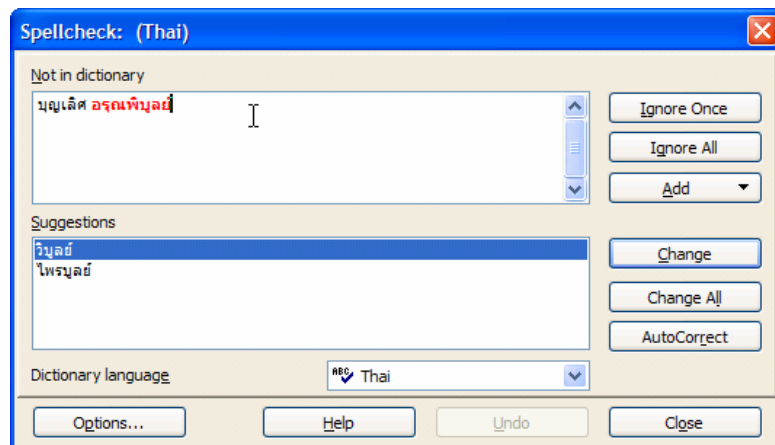 Spellcheck: (Thai)
Not in dictionary
บุญเลิศ อรุณพิบูลย์
Ignore Once
Ignore All
Add
Suggestions
วิบูลย์
ไพรบูลย์
Change
Change All
AutoCorrect
Dictionary language
ABC Thai
Options...
Help
Undo
Close